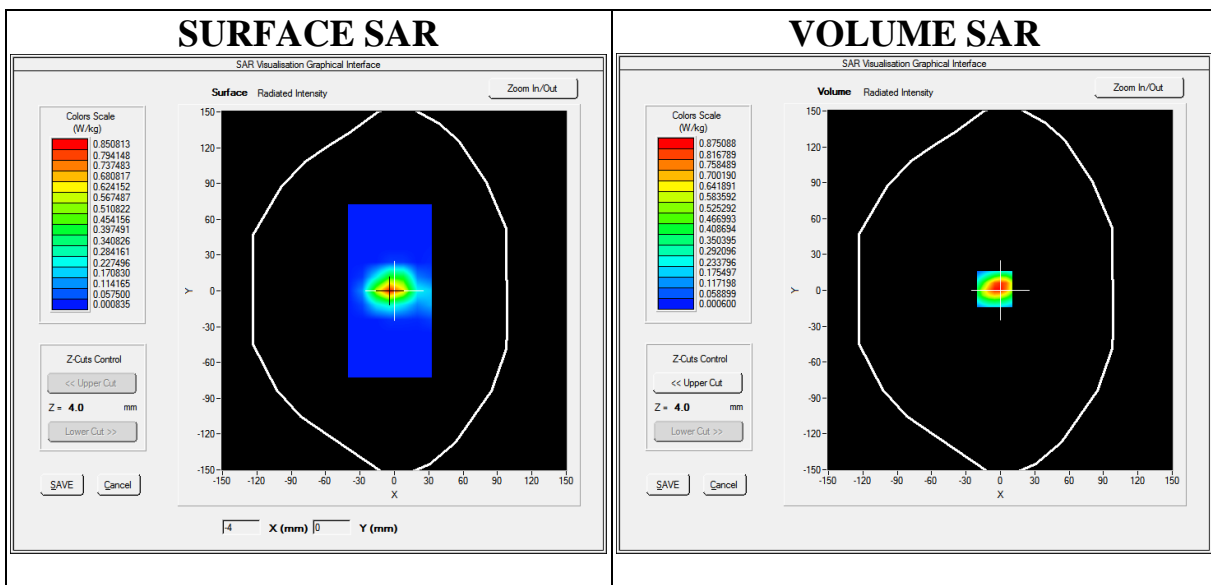 SURFACE SAR
SAR Visualisation Graphical Interface
Surface Radiated Intensity
Zoom In/Out
Colors Scale
(W/kg)
0.850813
0.794148
0.737483
0.680817
0.624152
0.567487
0.510822
0.454156
0.397491
0.340826
0.284161
0.227496
0.170830
0.114165
0.057500
0.000835
Z-Cuts Control
<< Upper Cut
Z = 4.0 mm
Lower Cut >>
SAVE Cancel
150
120
90
60
30
0
-30
-60
-90
-120
-150
Y
-150 -120 -90 -60 -30 0 30 60 90 120 150
X
-4 X (mm) 0 Y (mm)
VOLUME SAR
SAR Visualisation Graphical Interface
Volume Radiated Intensity
Zoom In/Out
Colors Scale
(W/kg)
0.875088
0.816789
0.758489
0.700190
0.641891
0.583592
0.525292
0.466993
0.408694
0.350395
0.292096
0.233796
0.175497
0.117198
0.058899
0.000600
Z-Cuts Control
<< Upper Cut
Z = 4.0 mm
Lower Cut >>
SAVE Cancel
150
120
90
60
30
0
-30
-60
-90
-120
-150
Y
-150 -120 -90 -60 -30 0 30 60 90 120 150
X